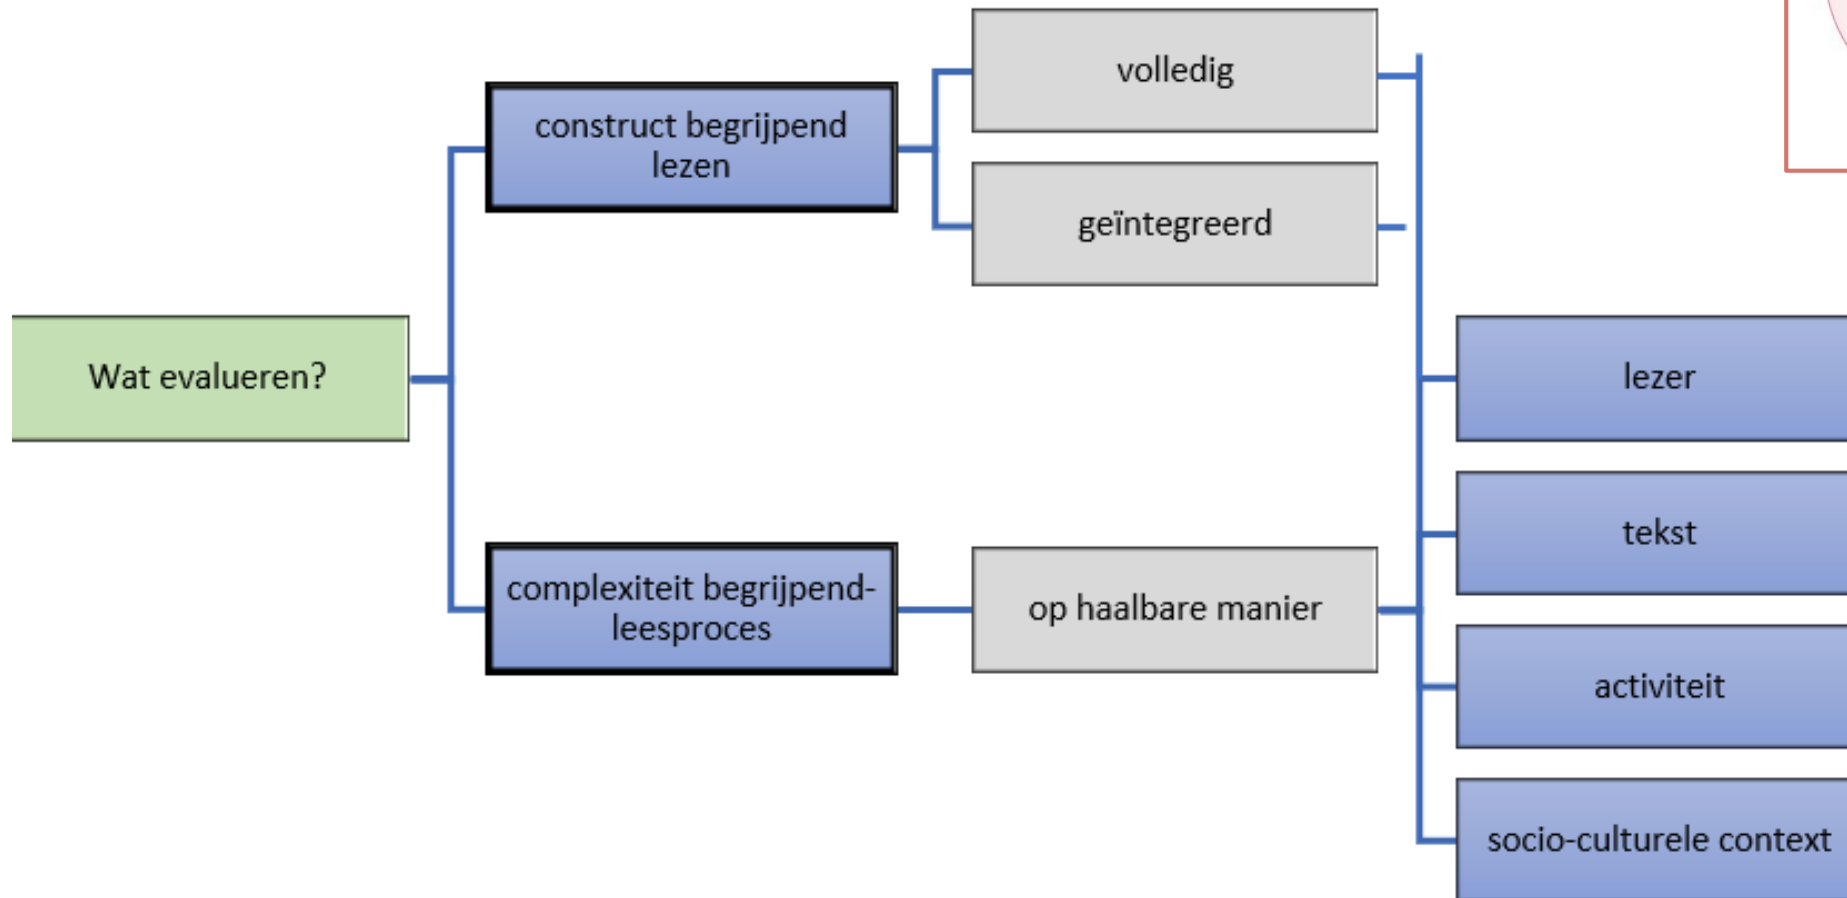 Wat evalueren?
construct begrijpend
lezen
complexiteit begrijpend-
leesproces
volledig
geïntegreerd
op haalbare manier
lezer
tekst
activiteit
socio-culturele context